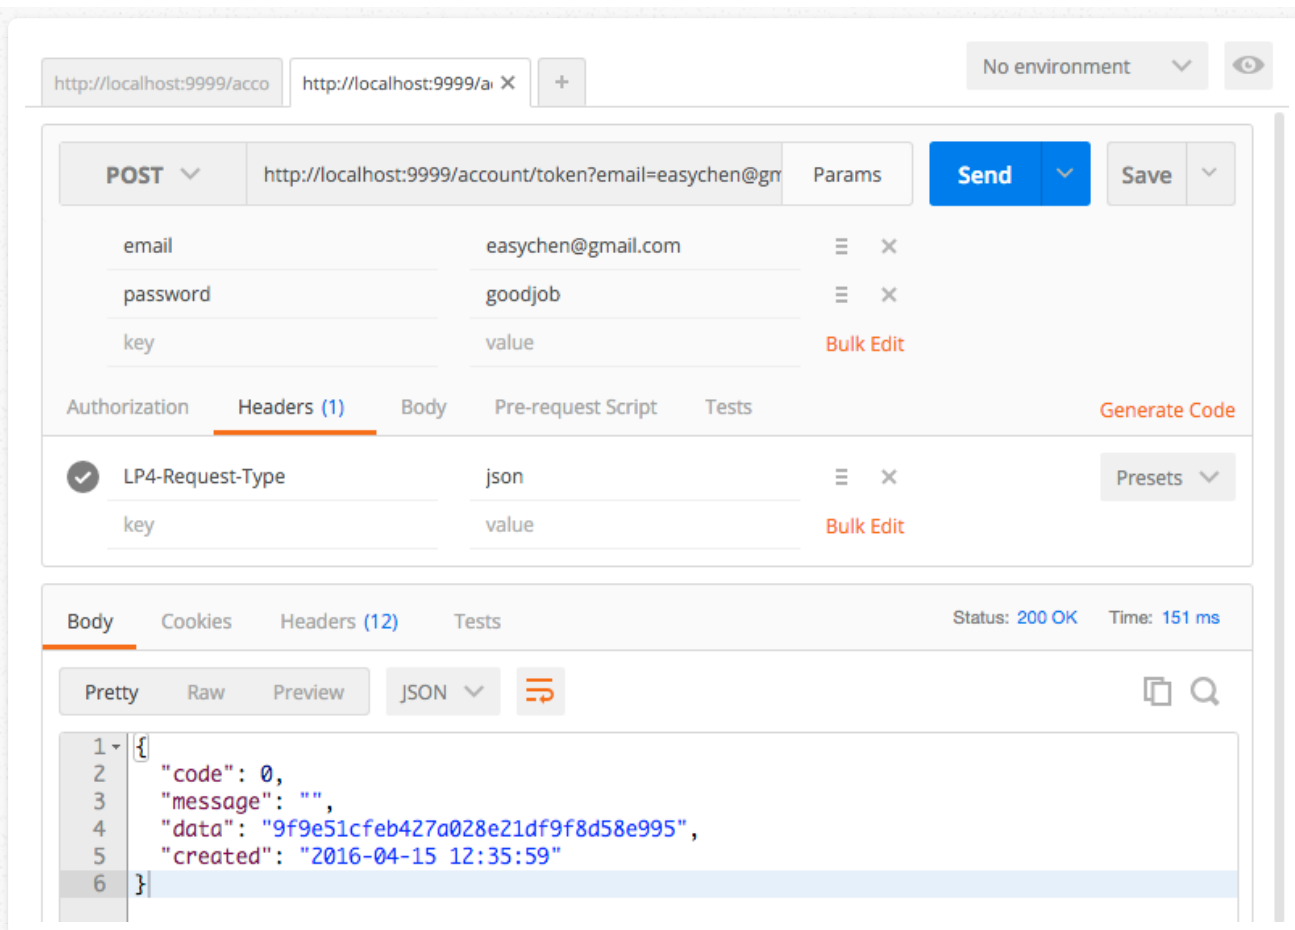 No environment
http://localhost:9999/acco http://localhost:9999/a ✕ +
POST http://localhost:9999/account/token?email=easychen@gm Params Send Save
email easychen@gmail.com
password goodjob
key value Bulk Edit
Authorization Headers (1) Body Pre-request Script Tests Generate Code
LP4-Request-Type json Presets
key value Bulk Edit
Body Cookies Headers (12) Tests Status: 200 OK Time: 151 ms
Pretty Raw Preview JSON
1 {
2 "code": 0,
3 "message": "",
4 "data": "9f9e51cfeb427a028e21df9f8d58e995",
5 "created": "2016-04-15 12:35:59"
6 }